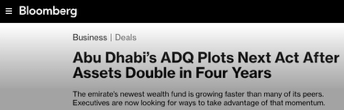 Bloomberg
Business | Deals
Abu Dhabi's ADQ Plots Next Act After
Assets Double in Four Years
The emirate's newest wealth fund is growing faster than many of its peers.
Executives are now looking for ways to take advantage of that momentum.